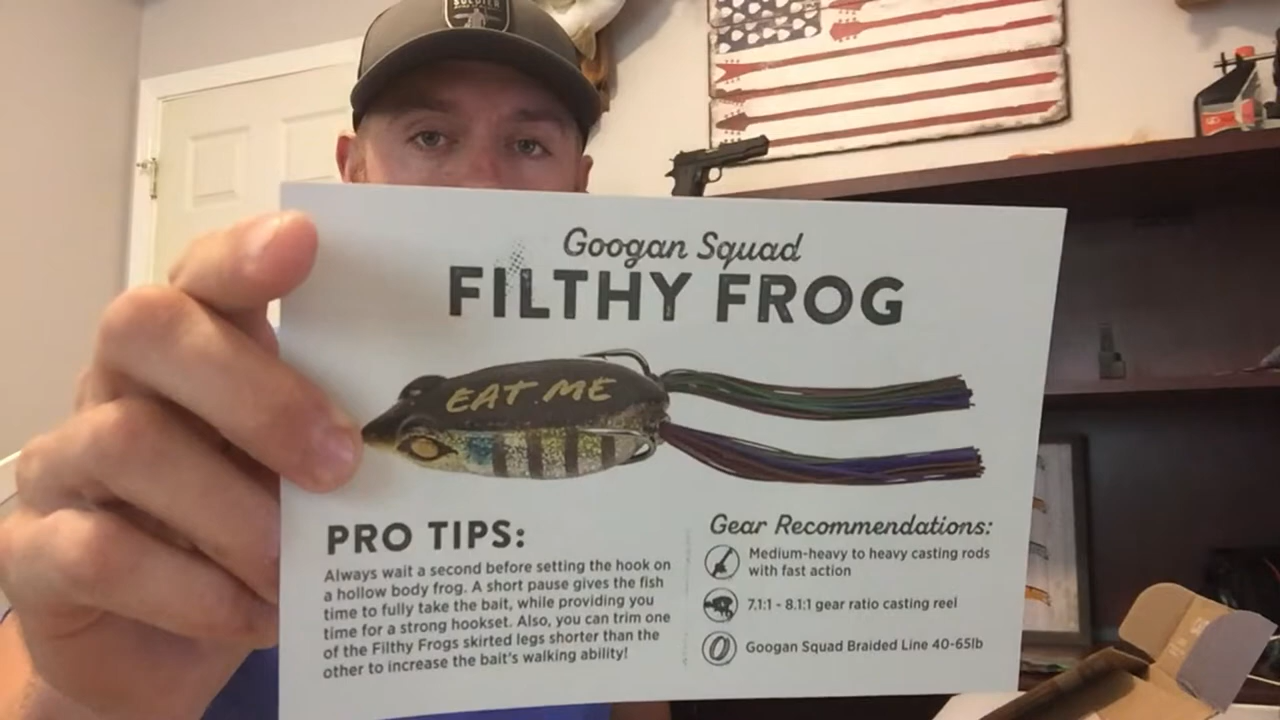 SOLDIER
Googan Squad
FILTHY FROG
EAT ME
PRO TIPS:
Always wait a second before setting the hook on
a hollow body frog. A short pause gives the fish
time to fully take the bait, while providing you
time for a strong hookset. Also, you can trim one
of the Filthy Frogs skirted legs shorter than the
other to increase the bait's walking ability!
Gear Recommendations:
Medium-heavy to heavy casting rods
with fast action
7.1:1 - 8.1:1 gear ratio casting reel
Googan Squad Braided Line 40-65lb